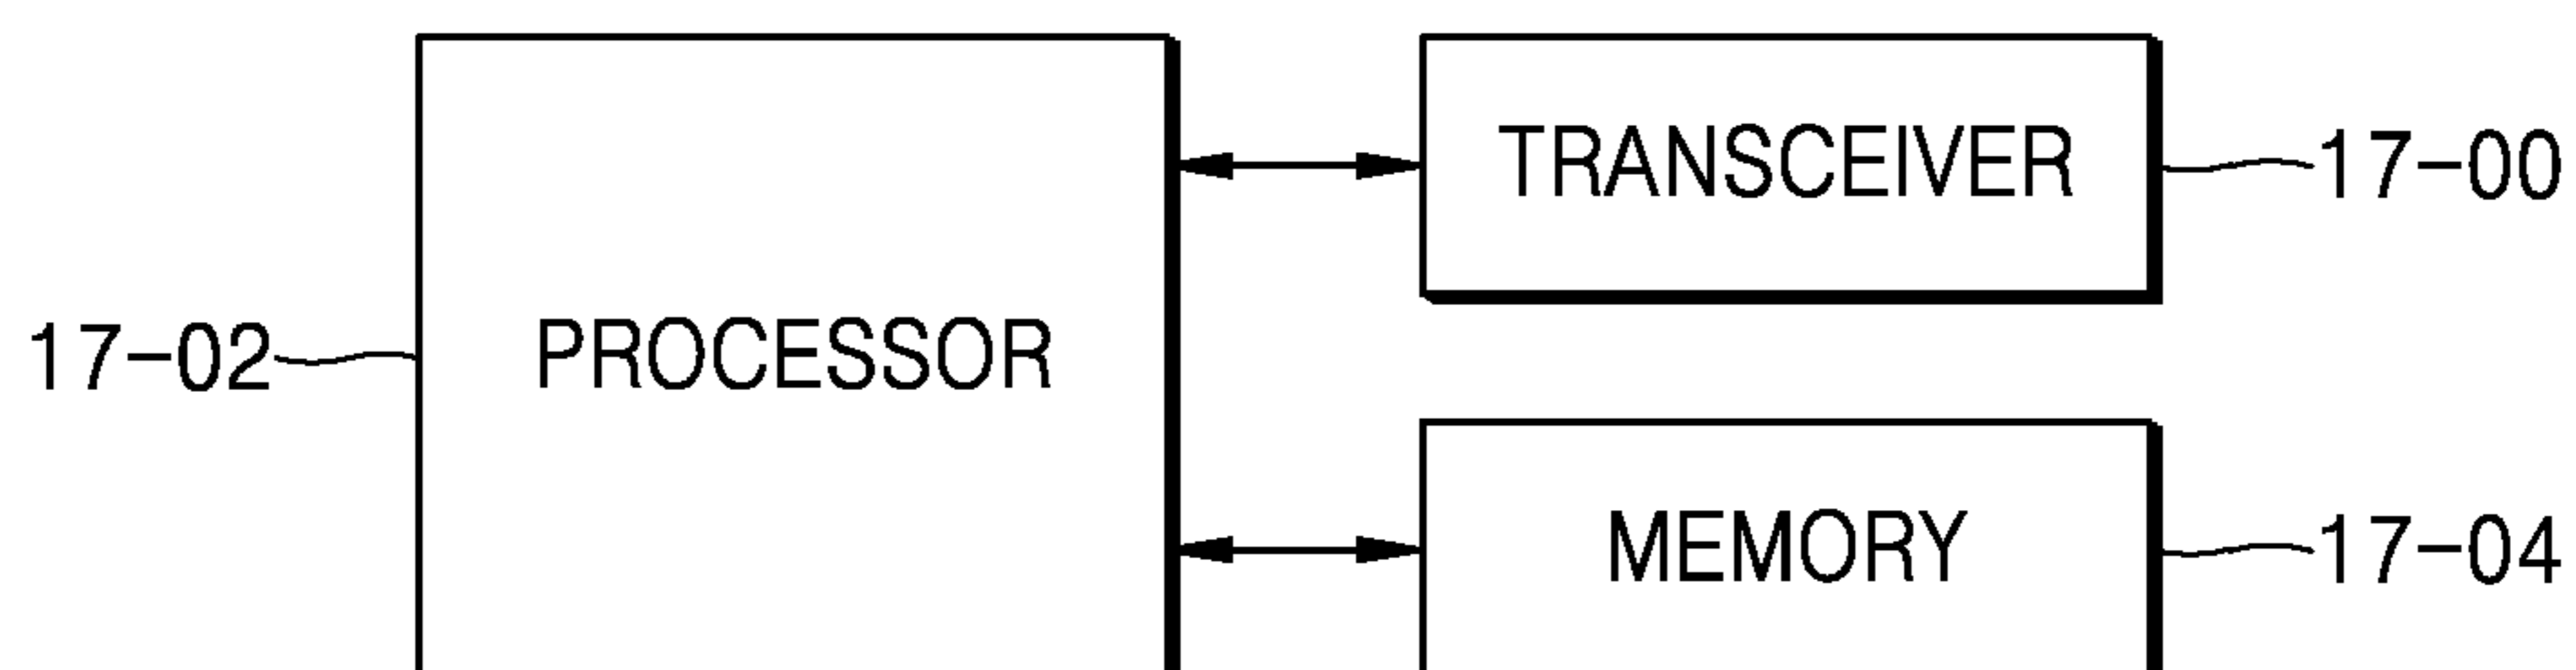 TRANSCEIVER
17-00
17-02
PROCESSOR
MEMORY
17-04